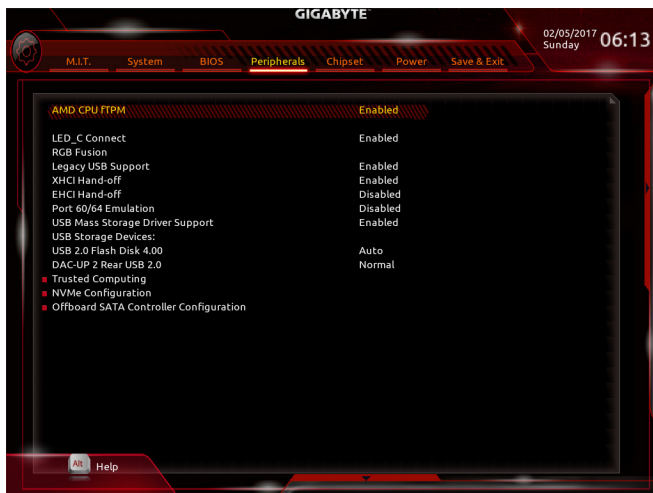 GIGABYTE™
02/05/2017 06:13
Sunday
M.I.T. System BIOS Peripherals Chipset Power Save & Exit
AMD CPU fTPM Enabled
LED_C Connect Enabled
RGB Fusion
Legacy USB Support Enabled
XHCI Hand-off Enabled
EHCI Hand-off Disabled
Port 60/64 Emulation Disabled
USB Mass Storage Driver Support Enabled
USB Storage Devices:
USB 2.0 Flash Disk 4.00 Auto
DAC-UP 2 Rear USB 2.0 Normal
Trusted Computing
NVMe Configuration
Offboard SATA Controller Configuration
Alt Help